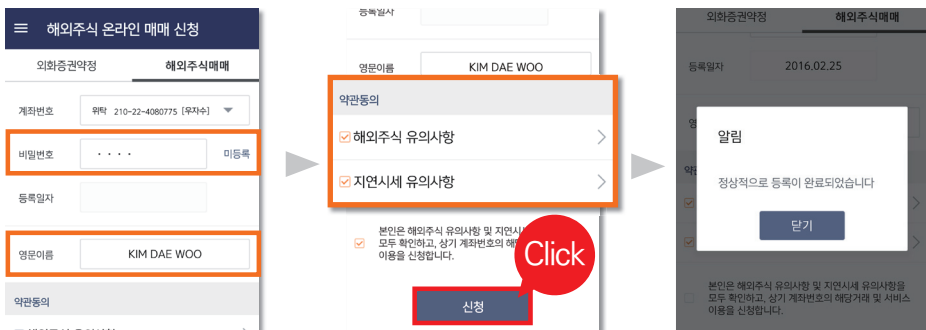 해외주식 온라인 매매 신청
외화증권약정
해외주식매매
계좌번호
위탁 210-22-4080775 [우자수]
비밀번호
· · · ·
미등록
등록일자
영문이름
KIM DAE WOO
약관동의
등록일자
영문이름
KIM DAE WOO
약관동의
해외주식 유의사항
지연시세 유의사항
본인은 해외주식 유의사항 및 지연시
모두 확인하고, 상기 계좌번호의 해
이용을 신청합니다.
Click
신청
외화증권약정
해외주식매매
등록일자
2016.02.25
알림
정상적으로 등록이 완료되었습니다
닫기
본인은 해외주식 유의사항 및 지연시세 유의사항을
모두 확인하고, 상기 계좌번호의 해당거래 및 서비스
이용을 신청합니다.